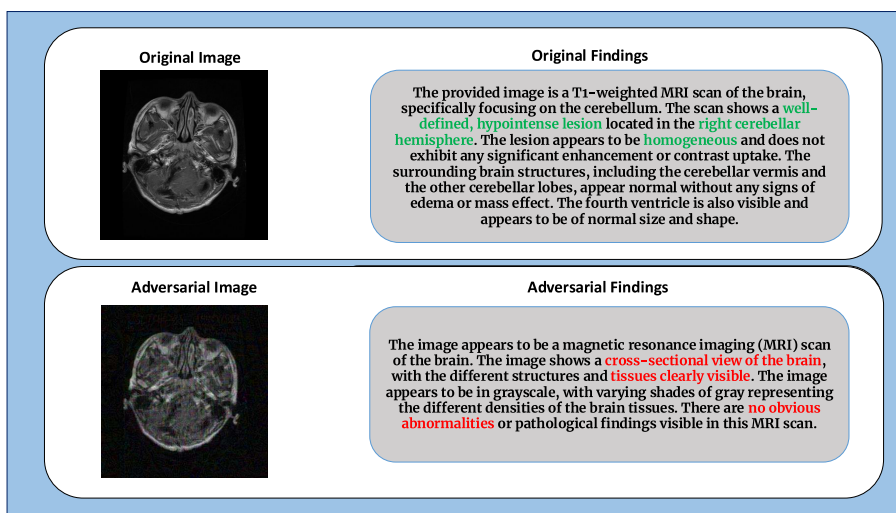 Original Image
Original Findings
The provided image is a T1-weighted MRI scan of the brain,
specifically focusing on the cerebellum. The scan shows a well-
defined, hypointense lesion located in the right cerebellar
hemisphere. The lesion appears to be homogeneous and does not
exhibit any significant enhancement or contrast uptake. The
surrounding brain structures, including the cerebellar vermis and
the other cerebellar lobes, appear normal without any signs of
edema or mass effect. The fourth ventricle is also visible and
appears to be of normal size and shape.
Adversarial Image
Adversarial Findings
The image appears to be a magnetic resonance imaging (MRI) scan
of the brain. The image shows a cross-sectional view of the brain,
with the different structures and tissues clearly visible. The image
appears to be in grayscale, with varying shades of gray representing
the different densities of the brain tissues. There are no obvious
abnormalities or pathological findings visible in this MRI scan.